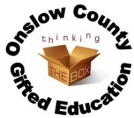 Onslow County
thinking
THE BOX
Gifted Education